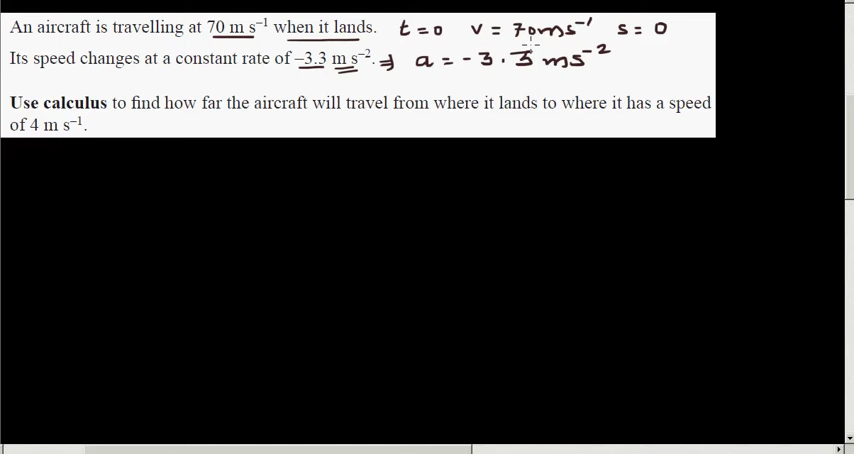 An aircraft is travelling at 70 m s⁻¹ when it lands. t = 0 v = 70ms⁻¹ s = 0
Its speed changes at a constant rate of –3.3 m s⁻². ⇒ a = - 3 . 3 ms⁻²
Use calculus to find how far the aircraft will travel from where it lands to where it has a speed
of 4 m s⁻¹.